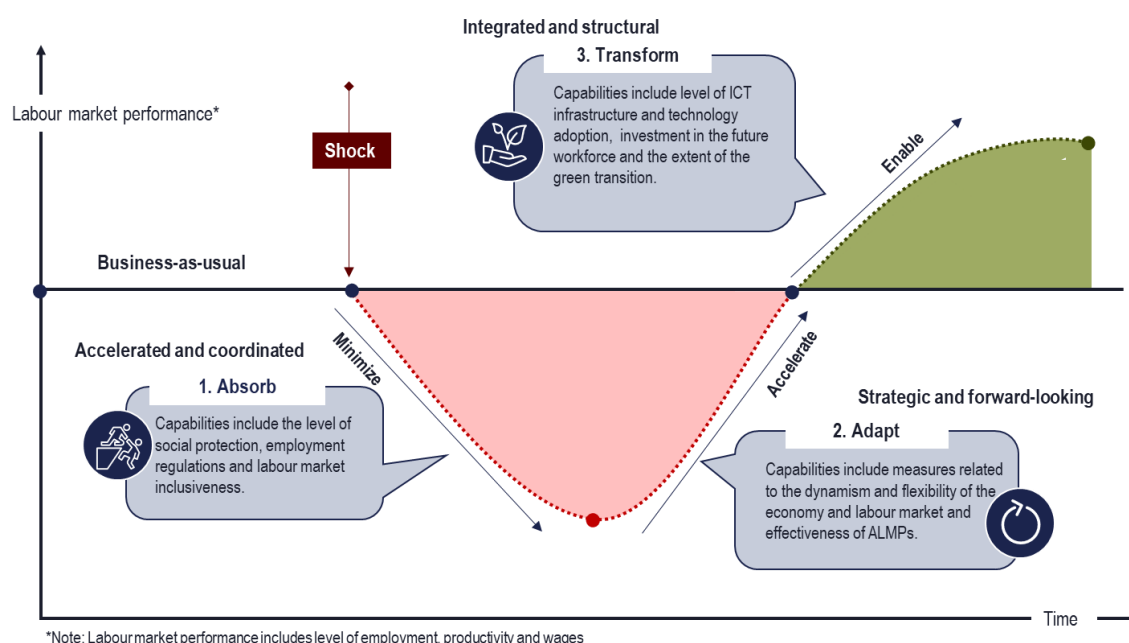 Integrated and structural
3. Transform
Capabilities include level of ICT
infrastructure and technology
adoption, investment in the future
workforce and the extent of the
green transition.
Labour market performance*
Shock
Enable
Business-as-usual
Minimize
Accelerate
Accelerated and coordinated
1. Absorb
Capabilities include the level of
social protection, employment
regulations and labour market
inclusiveness.
Strategic and forward-looking
2. Adapt
Capabilities include measures related
to the dynamism and flexibility of the
economy and labour market and
effectiveness of ALMPs.
Time
*Note: Labour market performance includes level of employment, productivity and wages